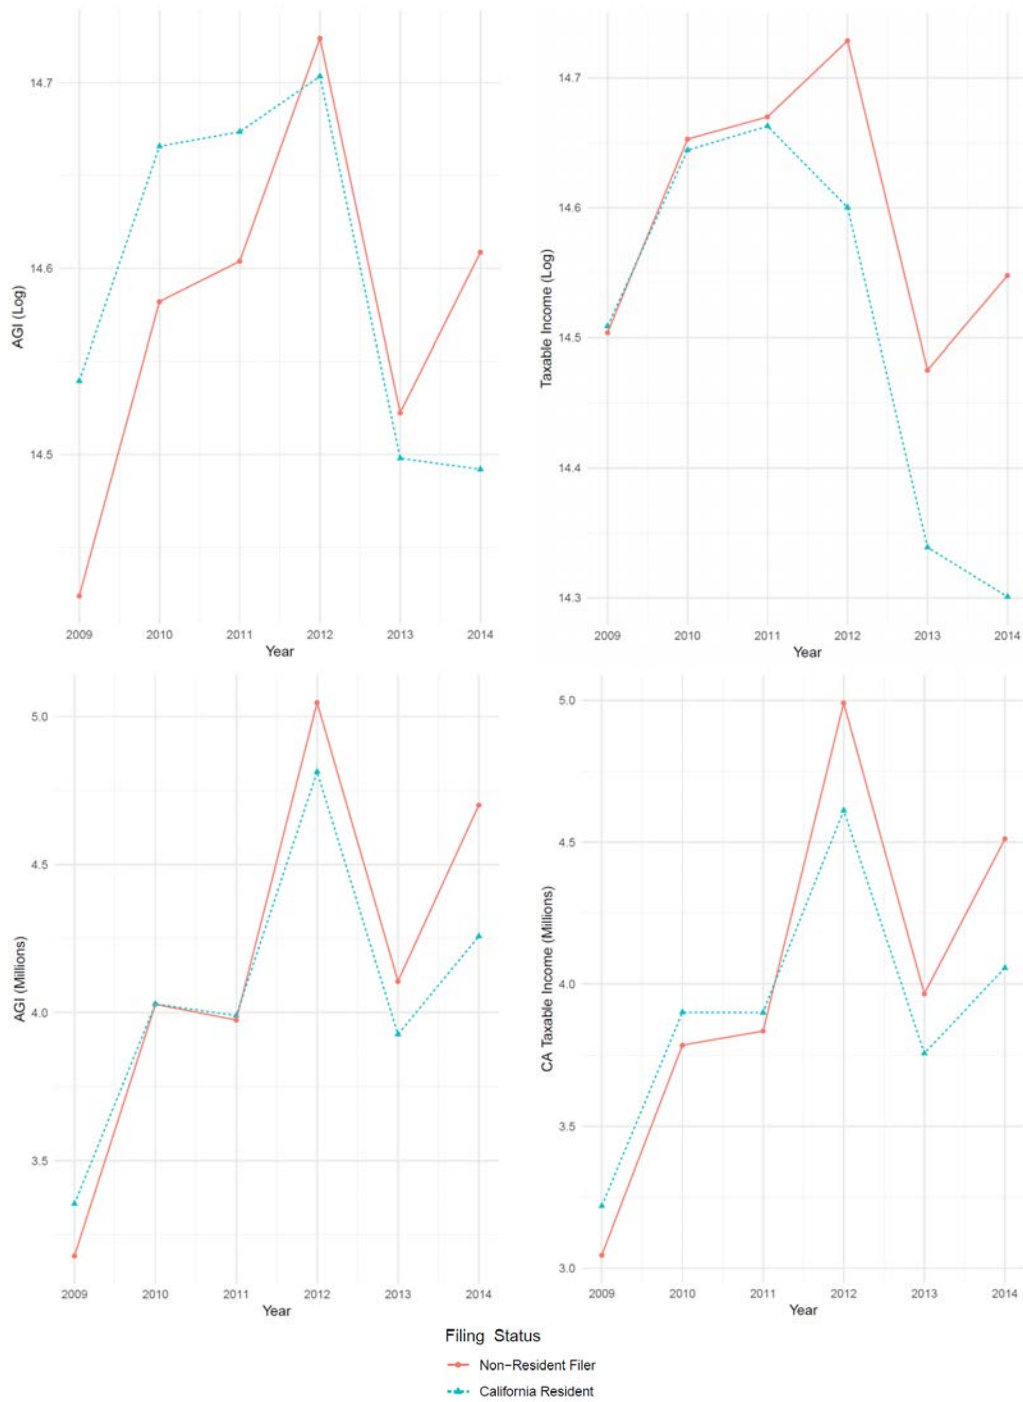 AGI (Log)
14.7
14.6
14.5
2009 2010 2011 2012 2013 2014
Year
Taxable Income (Log)
14.7
14.6
14.5
14.4
14.3
2009 2010 2011 2012 2013 2014
Year
AGI (Millions)
5.0
4.5
4.0
3.5
2009 2010 2011 2012 2013 2014
Year
CA Taxable Income (Millions)
5.0
4.5
4.0
3.5
3.0
2009 2010 2011 2012 2013 2014
Year
Filing Status
Non−Resident Filer
California Resident